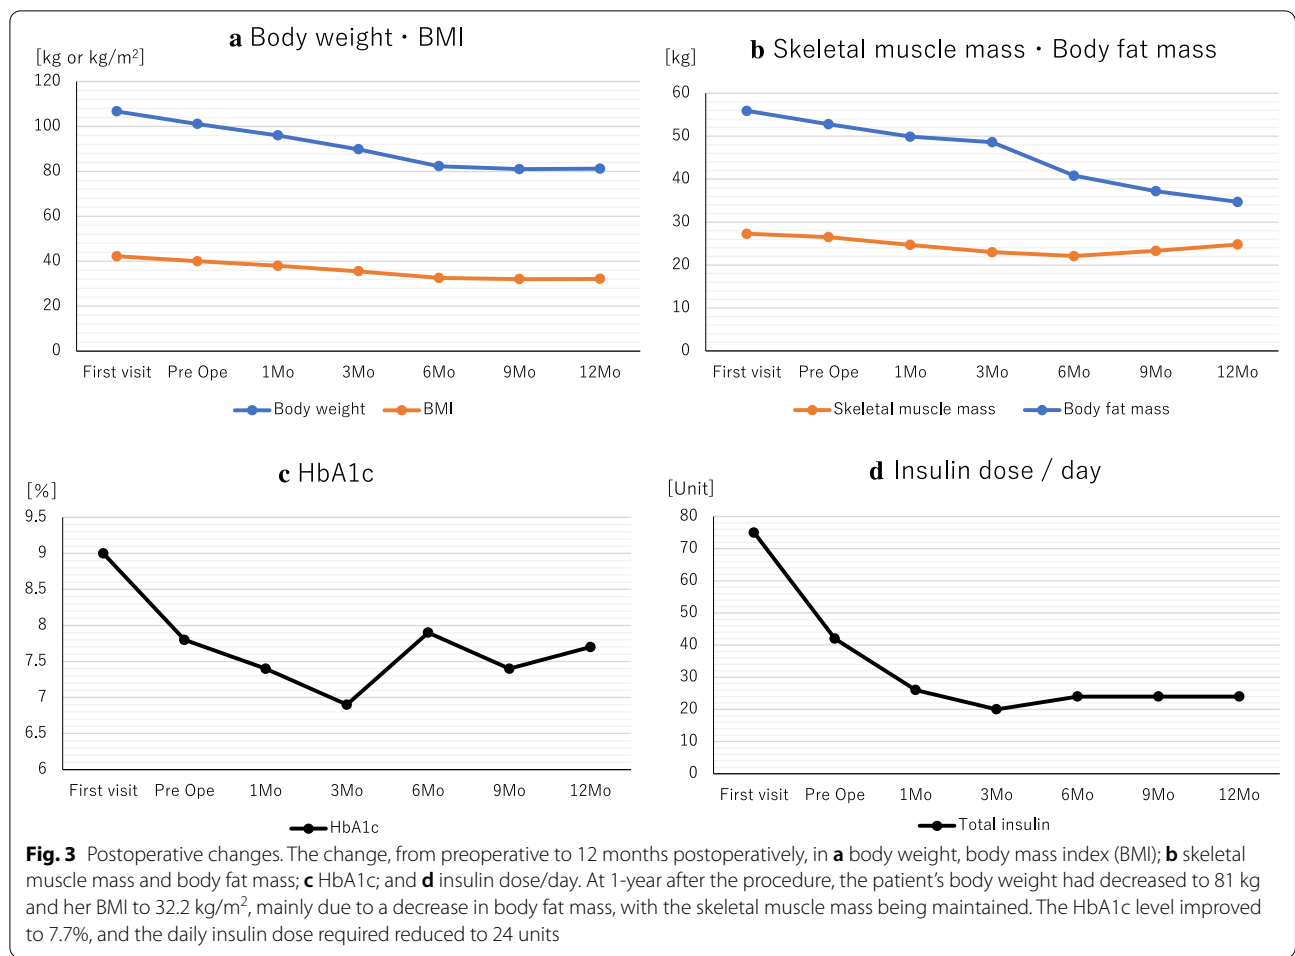 a Body weight・BMI
[kg or kg/m²]
120
100
80
60
40
20
0
First visit Pre Ope 1Mo 3Mo 6Mo 9Mo 12Mo
Body weight BMI
b Skeletal muscle mass・Body fat mass
[kg]
60
50
40
30
20
10
0
First visit Pre Ope 1Mo 3Mo 6Mo 9Mo 12Mo
Skeletal muscle mass Body fat mass
c HbA1c
[%]
9.5
9
8.5
8
7.5
7
6.5
6
First visit Pre Ope 1Mo 3Mo 6Mo 9Mo 12Mo
HbA1c
d Insulin dose / day
[Unit]
80
70
60
50
40
30
20
10
0
First visit Pre Ope 1Mo 3Mo 6Mo 9Mo 12Mo
Total insulin
Fig. 3 Postoperative changes. The change, from preoperative to 12 months postoperatively, in a body weight, body mass index (BMI); b skeletal
muscle mass and body fat mass; c HbA1c; and d insulin dose/day. At 1-year after the procedure, the patient's body weight had decreased to 81 kg
and her BMI to 32.2 kg/m², mainly due to a decrease in body fat mass, with the skeletal muscle mass being maintained. The HbA1c level improved
to 7.7%, and the daily insulin dose required reduced to 24 units